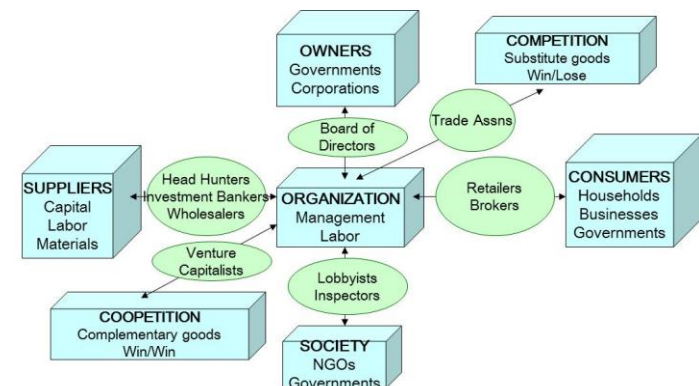 OWNERS
Governments
Corporations
COMPETITION
Substitute goods
Win/Lose
Board of
Directors
Trade Assns
SUPPLIERS
Capital
Labor
Materials
Head Hunters
Investment Bankers
Wholesalers
ORGANIZATION
Management
Labor
Retailers
Brokers
CONSUMERS
Households
Businesses
Governments
Venture
Capitalists
Lobbyists
Inspectors
COOPETITION
Complementary goods
Win/Win
SOCIETY
NGOs
Governments